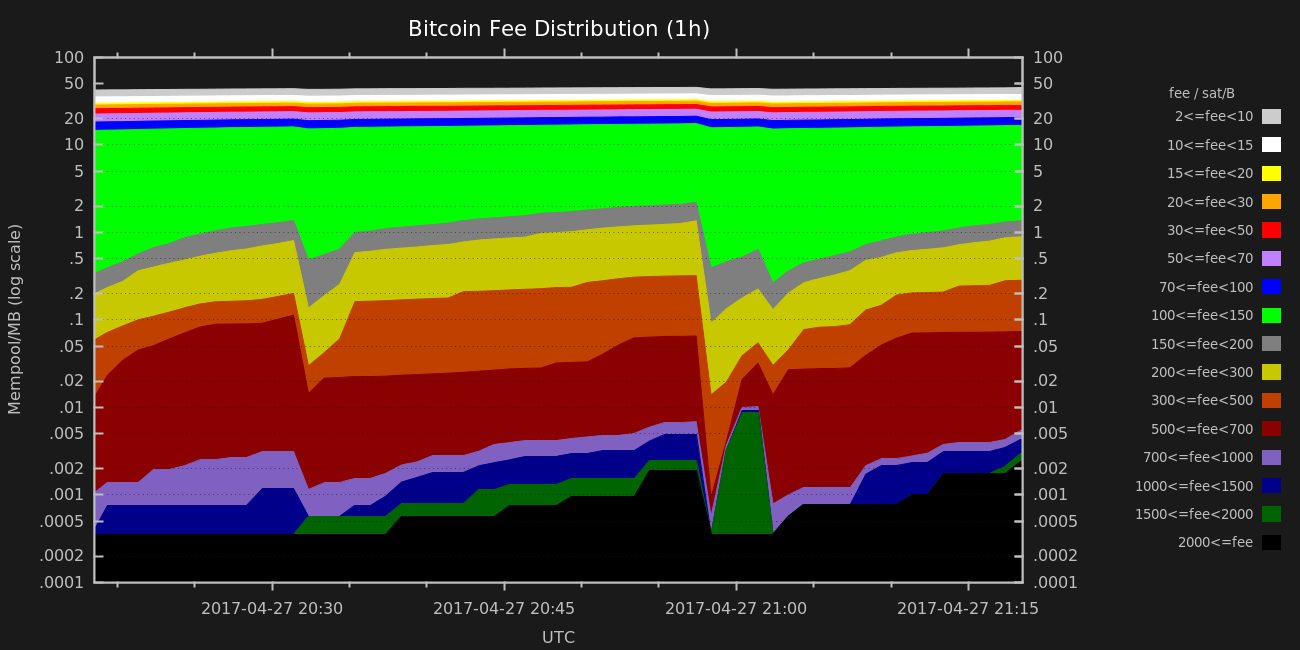 Bitcoin Fee Distribution (1h)
100
50
20
10
5
2
1
.5
.2
.1
.05
.02
.01
.005
.002
.001
.0005
.0002
.0001
Mempool/MB (log scale)
100
50
20
10
5
2
1
.5
.2
.1
.05
.02
.01
.005
.002
.001
.0005
.0002
.0001
fee / sat/B
2<=fee<10
10<=fee<15
15<=fee<20
20<=fee<30
30<=fee<50
50<=fee<70
70<=fee<100
100<=fee<150
150<=fee<200
200<=fee<300
300<=fee<500
500<=fee<700
700<=fee<1000
1000<=fee<1500
1500<=fee<2000
2000<=fee
2017-04-27 20:30 2017-04-27 20:45 2017-04-27 21:00 2017-04-27 21:15
UTC